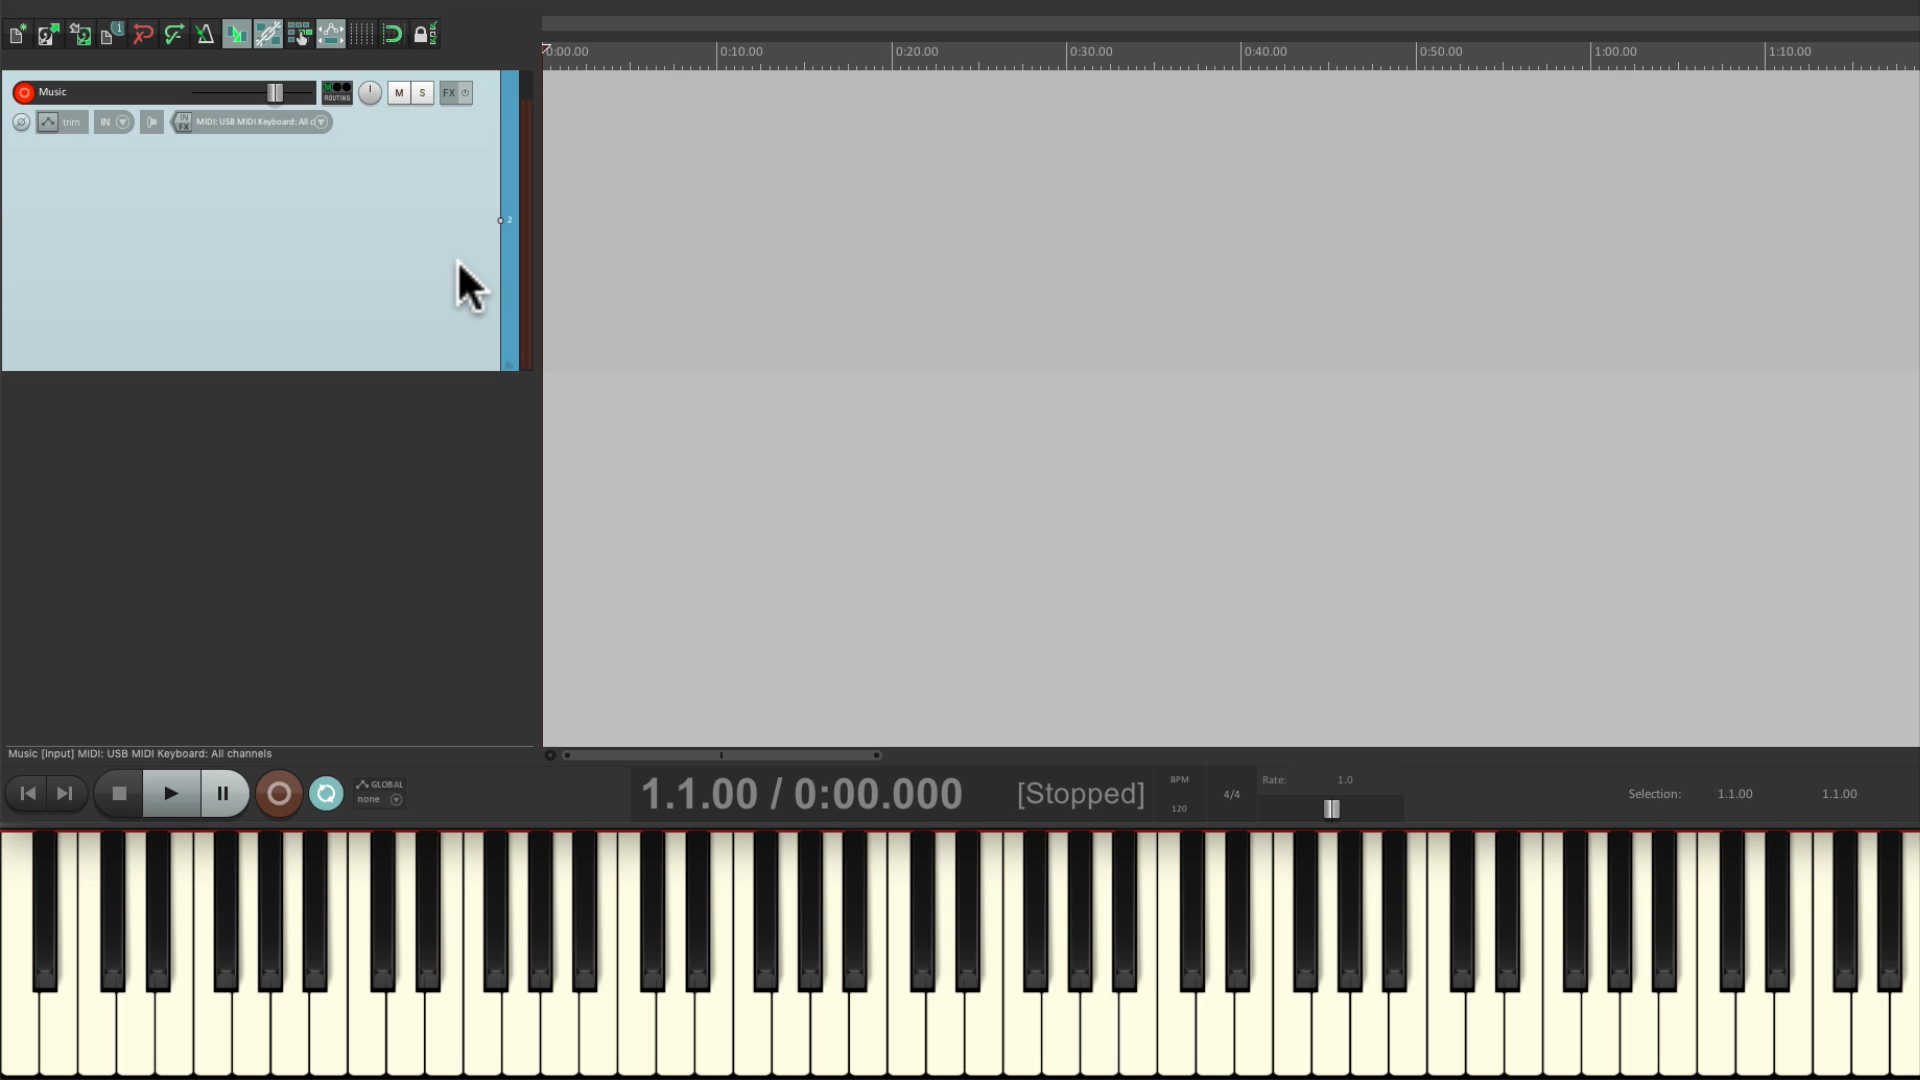 0:00.00 0:10.00 0:20.00 0:30.00 0:40.00 0:50.00 1:00.00 1:10.00
Music ROUTING M S FX
trim IN IN FX MIDI: USB MIDI Keyboard: All c
2
Music [input] MIDI: USB MIDI Keyboard: All channels
GLOBAL
none
1.1.00 / 0:00.000 [Stopped]
BPM
120
4/4
Rate: 1.0
Selection: 1.1.00 1.1.00